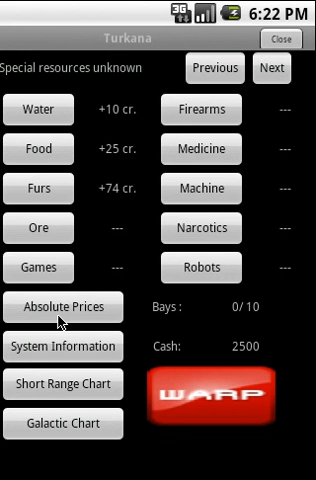 3G 6:22 PM
Turkana Close
Special resources unknown Previous Next
Water +10 cr. Firearms ---
Food +25 cr. Medicine ---
Furs +74 cr. Machine ---
Ore --- Narcotics ---
Games --- Robots ---
Absolute Prices Bays : 0/ 10
System Information Cash: 2500
Short Range Chart WARP
Galactic Chart